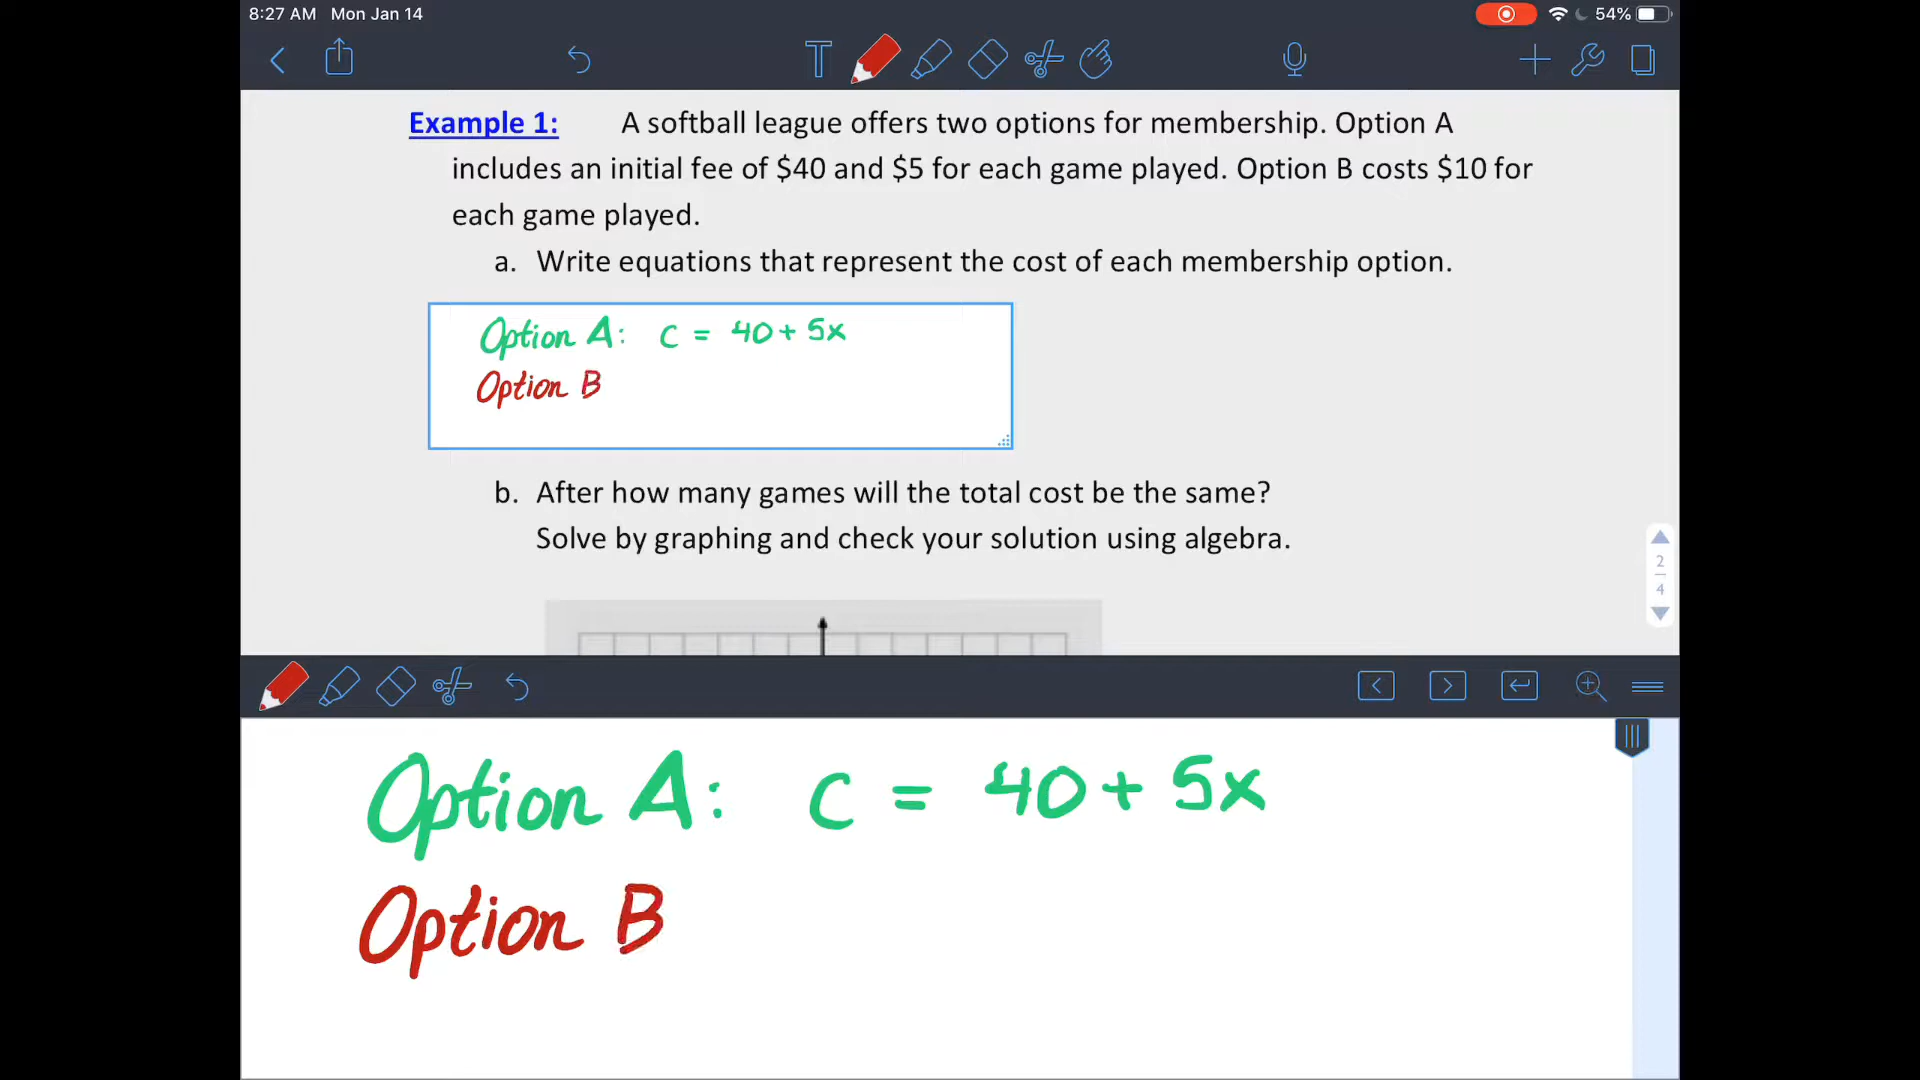 8:27 AM Mon Jan 14 54%
T
Example 1: A softball league offers two options for membership. Option A
includes an initial fee of $40 and $5 for each game played. Option B costs $10 for
each game played.
a. Write equations that represent the cost of each membership option.
Option A: C = 40 + 5x
Option B
b. After how many games will the total cost be the same?
Solve by graphing and check your solution using algebra.
2
4
Option A: C = 40 + 5x
Option B